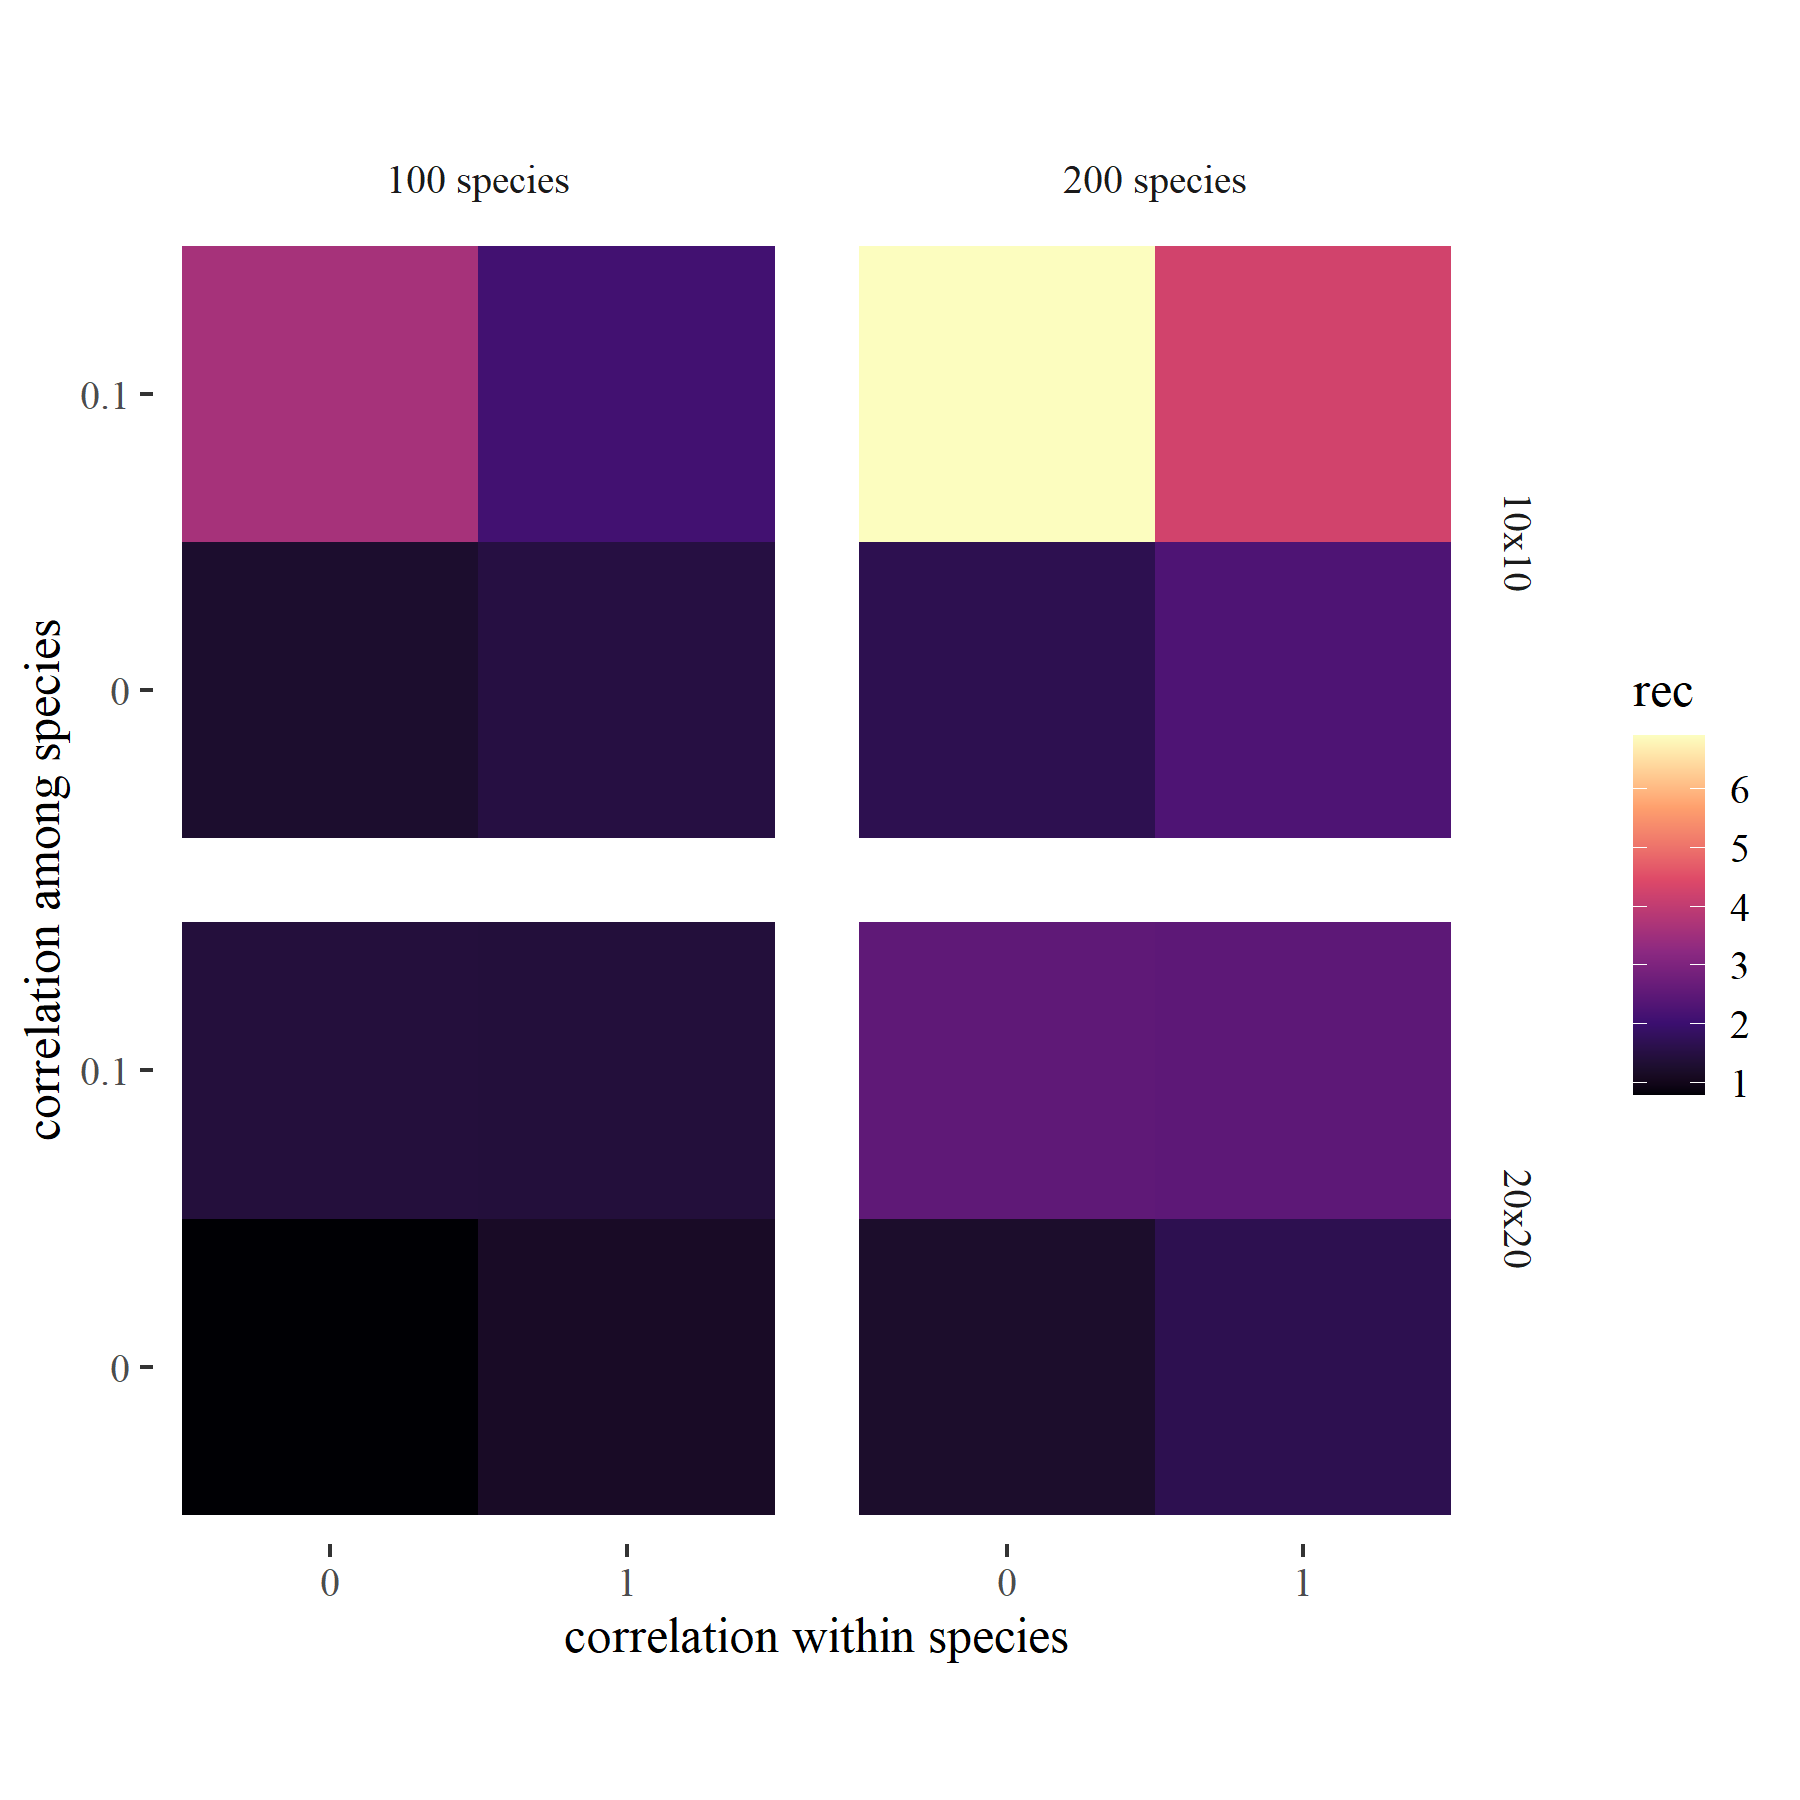 100 species
200 species
0.1
0
10x10
0.1
0
20x20
0
1
0
1
correlation within species
correlation among species
rec
6
5
4
3
2
1